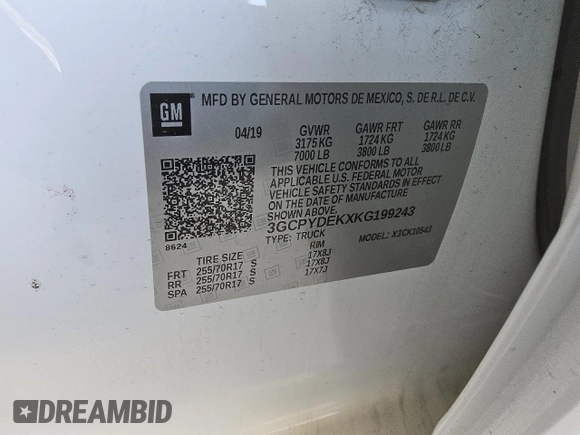 GM
MFD BY GENERAL MOTORS DE MEXICO, S. DE R.L. DE C.V.
04/19 GVWR GAWR FRT GAWR RR
3175 KG 1724 KG 1724 KG
7000 LB 3800 LB 3800 LB
THIS VEHICLE CONFORMS TO ALL
APPLICABLE U.S. FEDERAL MOTOR
VEHICLE SAFETY STANDARDS IN EFFECT
ON THE DATE OF MANUFACTURE
SHOWN ABOVE.
3GCPYDEKXKG199243
8624 TYPE: TRUCK MODEL: X3CK10543
TIRE SIZE RIM
FRT 255/70R17 S 17X8J
RR 255/70R17 S 17X8J
SPA 255/70R17 S 17X7J
DREAMBID